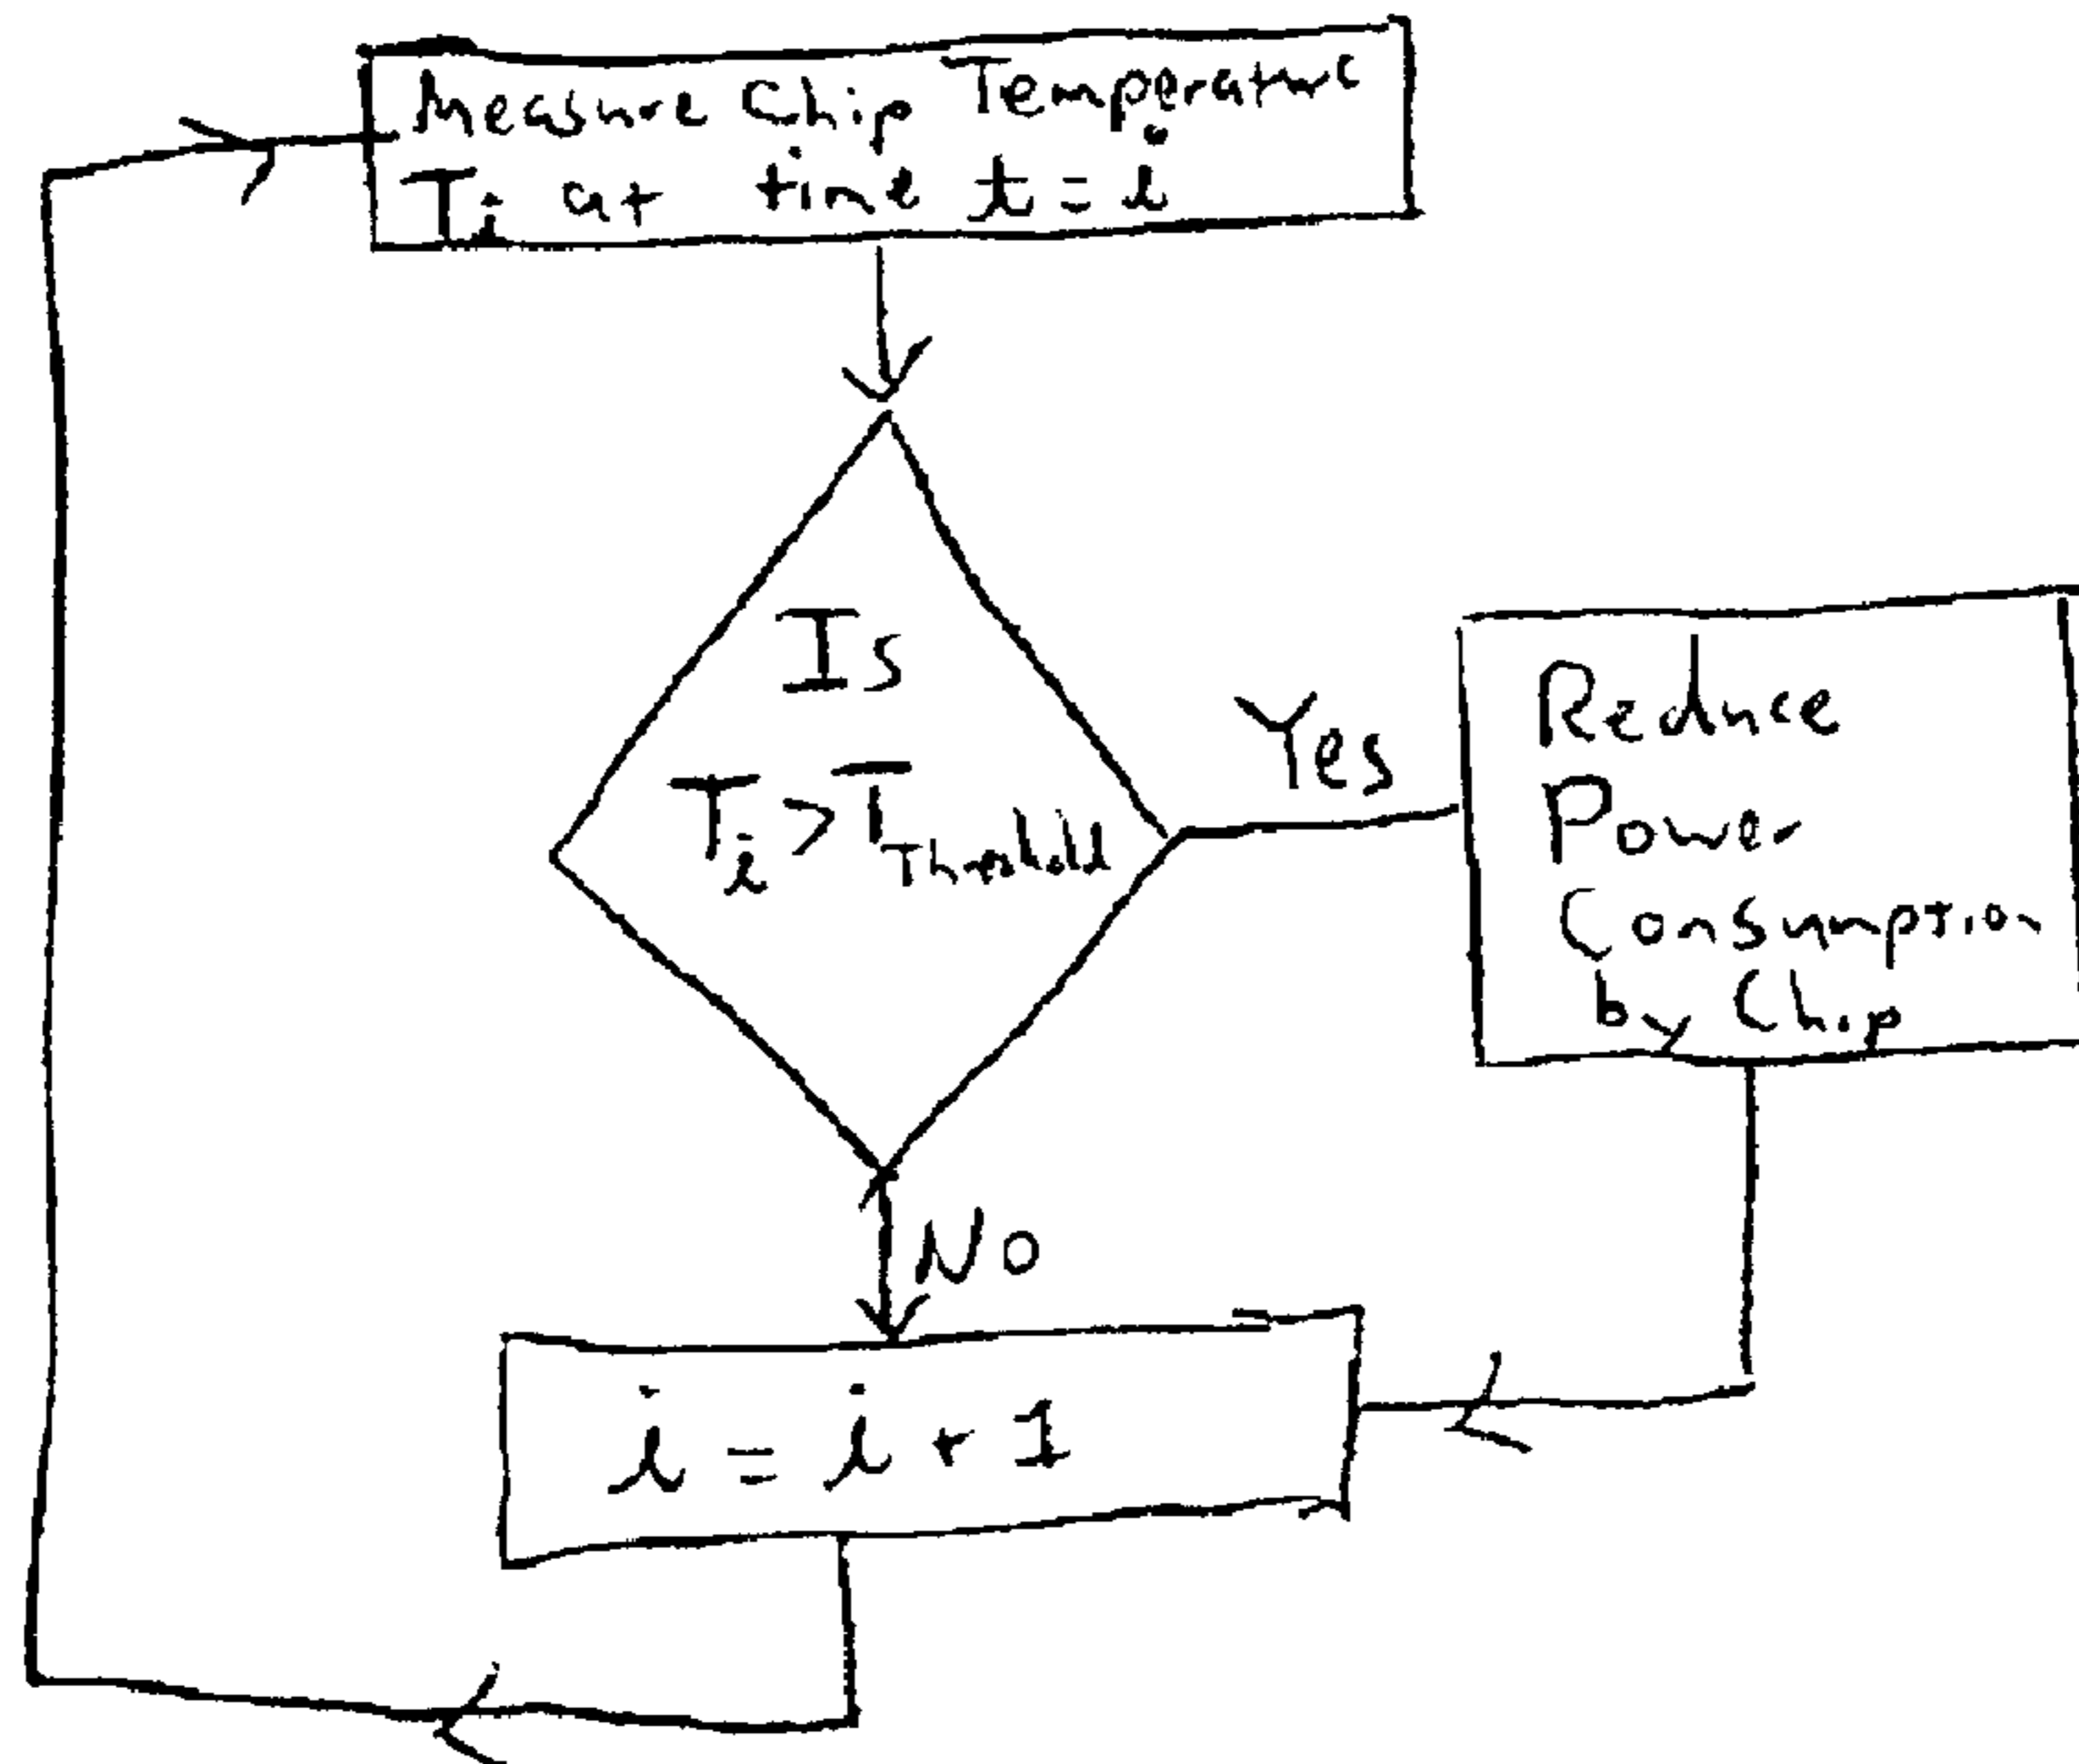 Measure Chip Temperature
Ti at time t = i
Is
Ti > TThreshold
Yes
Reduce
Power
Consumption
by Chip
No
i = i + 1